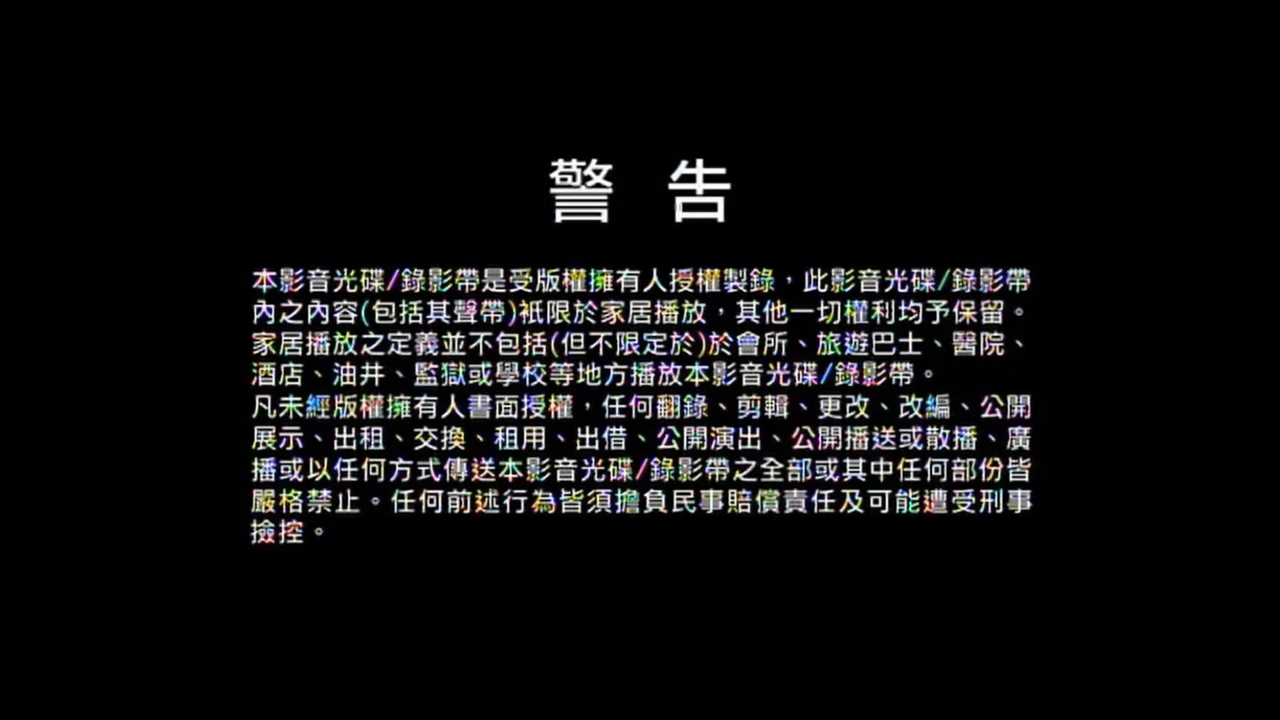 警 告
本影音光碟/錄影帶是受版權擁有人授權製錄，此影音光碟/錄影帶
內之內容(包括其聲帶)衹限於家居播放，其他一切權利均予保留。
家居播放之定義並不包括(但不限定於)於會所、旅遊巴士、醫院、
酒店、油井、監獄或學校等地方播放本影音光碟/錄影帶。
凡未經版權擁有人書面授權，任何翻錄、剪輯、更改、改編、公開
展示、出租、交換、租用、出借、公開演出、公開播送或散播、廣
播或以任何方式傳送本影音光碟/錄影帶之全部或其中任何部份皆
嚴格禁止。任何前述行為皆須擔負民事賠償責任及可能遭受刑事
撿控。